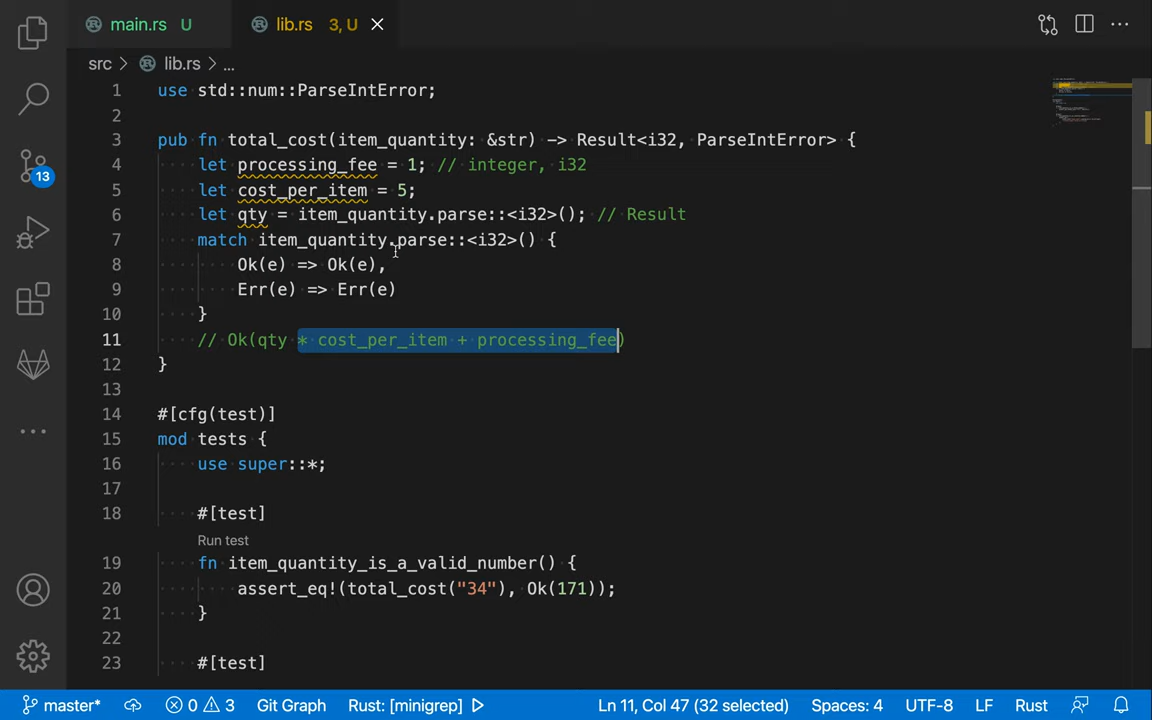 main.rs U lib.rs 3, U
src > lib.rs > ...
1 use std::num::ParseIntError;
2
3 pub fn total_cost(item_quantity: &str) -> Result<i32, ParseIntError> {
4 let processing_fee = 1; // integer, i32
5 let cost_per_item = 5;
6 let qty = item_quantity.parse::<i32>(); // Result
7 match item_quantity.parse::<i32>() {
8 Ok(e) => Ok(e),
9 Err(e) => Err(e)
10 }
11 // Ok(qty * cost_per_item + processing_fee)
12 }
13
14 #[cfg(test)]
15 mod tests {
16 use super::*;
17
18 #[test]
Run test
19 fn item_quantity_is_a_valid_number() {
20 assert_eq!(total_cost("34"), Ok(171));
21 }
22
23 #[test]
13
master* 0 3 Git Graph Rust: [minigrep] Ln 11, Col 47 (32 selected) Spaces: 4 UTF-8 LF Rust